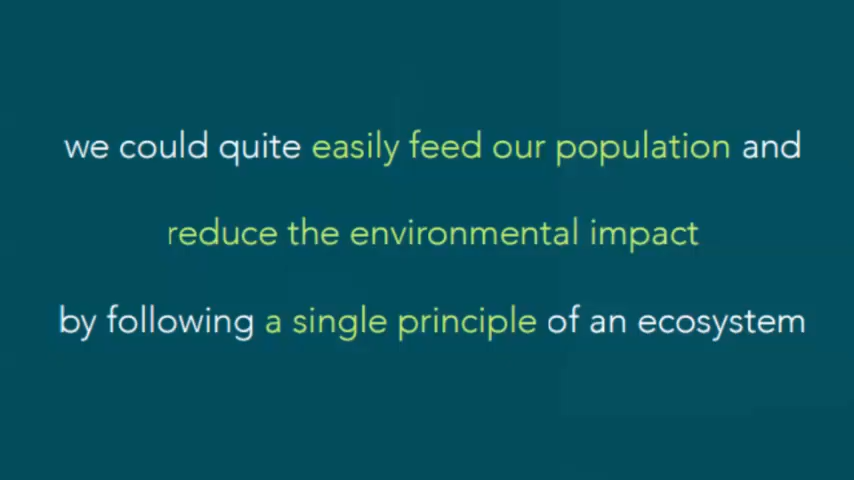 we could quite easily feed our population and
reduce the environmental impact
by following a single principle of an ecosystem